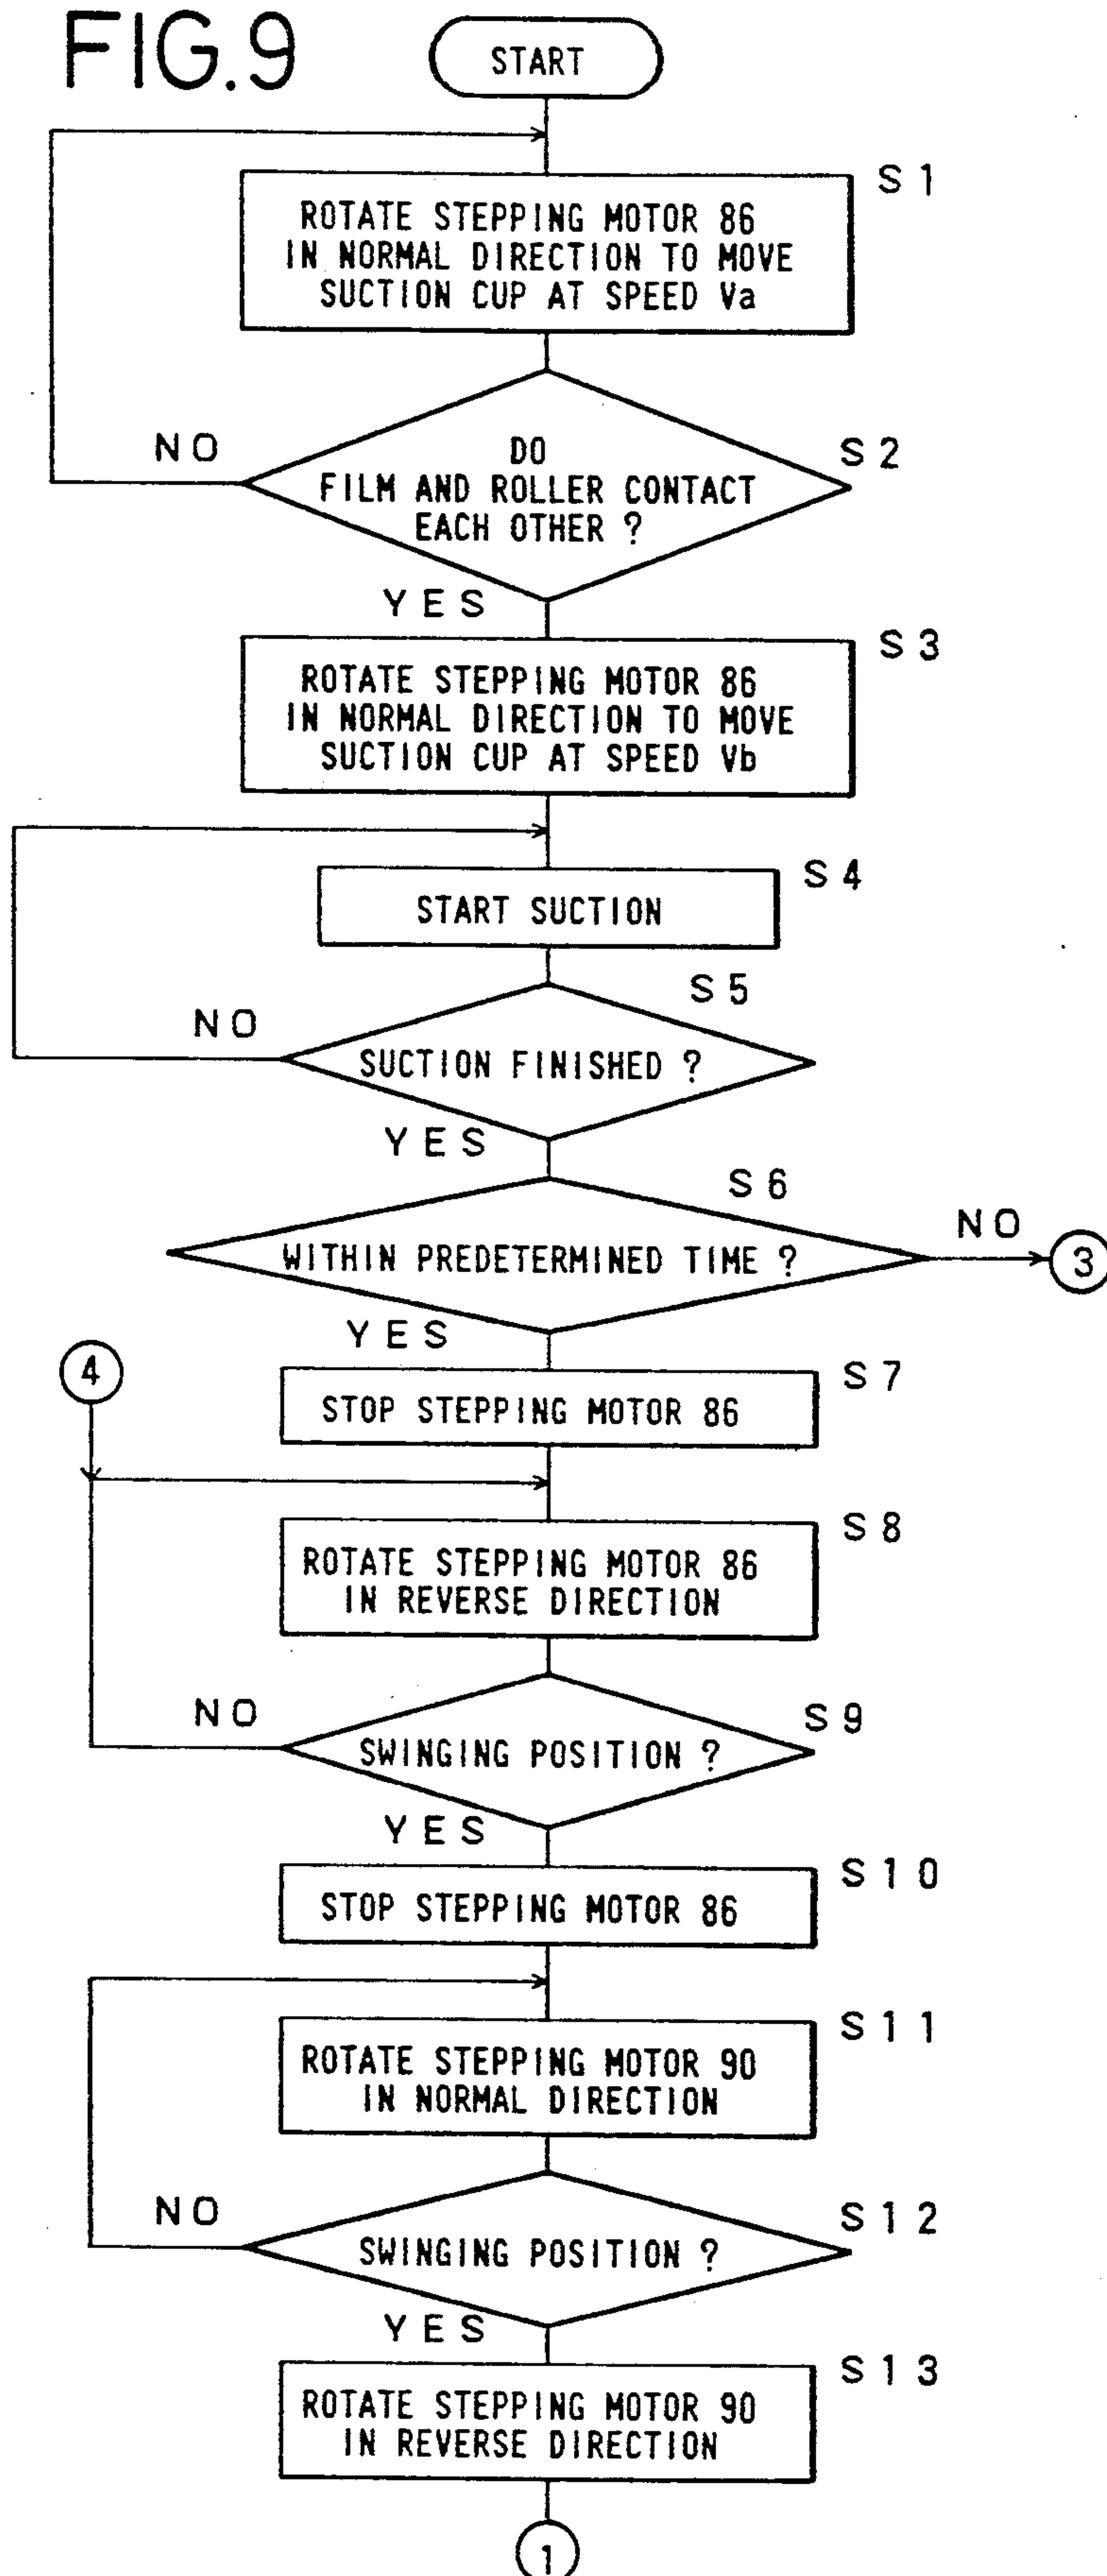 FIG.9
START
S1
ROTATE STEPPING MOTOR 86
IN NORMAL DIRECTION TO MOVE
SUCTION CUP AT SPEED Va
NO
S2
DO
FILM AND ROLLER CONTACT
EACH OTHER ?
YES
S3
ROTATE STEPPING MOTOR 86
IN NORMAL DIRECTION TO MOVE
SUCTION CUP AT SPEED Vb
S4
START SUCTION
S5
NO
SUCTION FINISHED ?
YES
S6
NO
WITHIN PREDETERMINED TIME ?
3
YES
4
S7
STOP STEPPING MOTOR 86
S8
ROTATE STEPPING MOTOR 86
IN REVERSE DIRECTION
NO
S9
SWINGING POSITION ?
YES
S10
STOP STEPPING MOTOR 86
S11
ROTATE STEPPING MOTOR 90
IN NORMAL DIRECTION
NO
S12
SWINGING POSITION ?
YES
S13
ROTATE STEPPING MOTOR 90
IN REVERSE DIRECTION
1